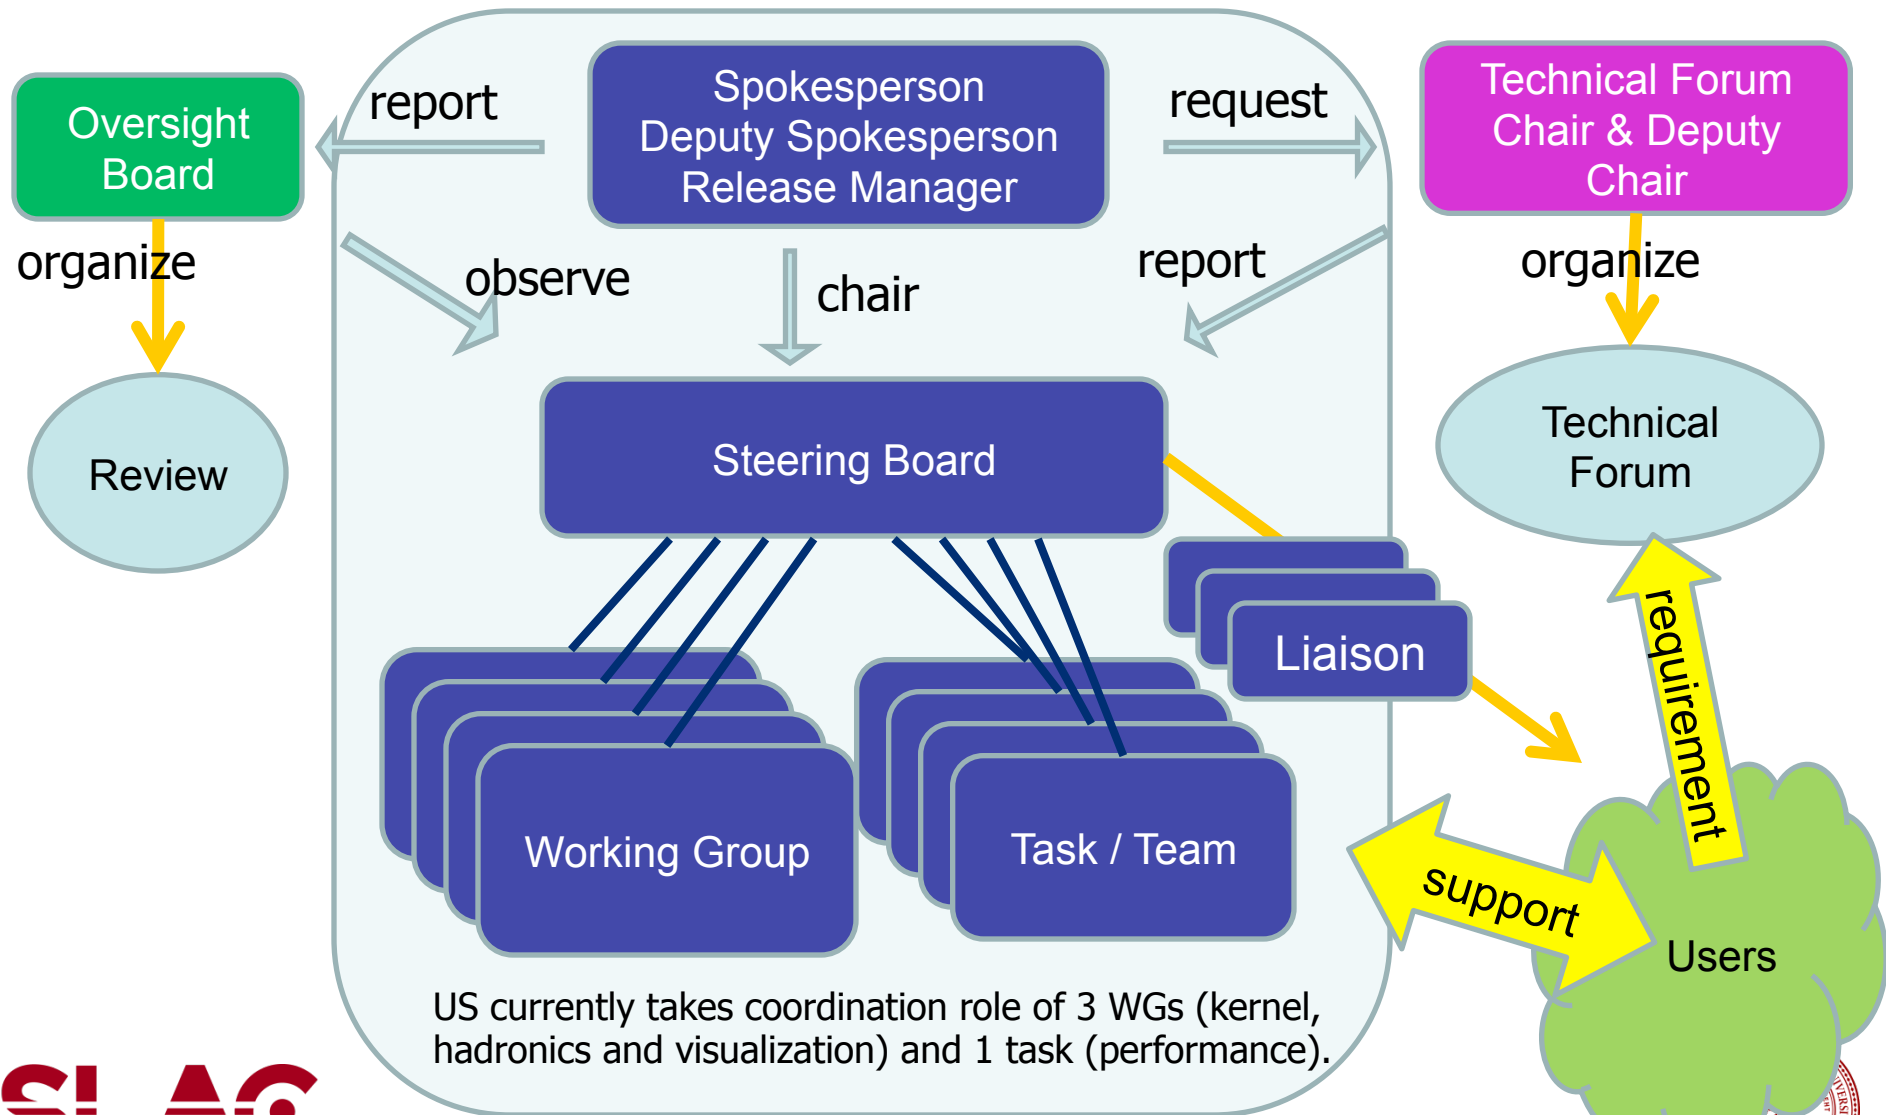 report
Spokesperson
Deputy Spokesperson
Release Manager
request
Technical Forum
Chair & Deputy
Chair
Oversight
Board
organize
observe
chair
report
organize
Review
Steering Board
Technical
Forum
Liaison
requirement
Working Group
Task / Team
support
Users
US currently takes coordination role of 3 WGs (kernel,
hadronics and visualization) and 1 task (performance).
SLAC